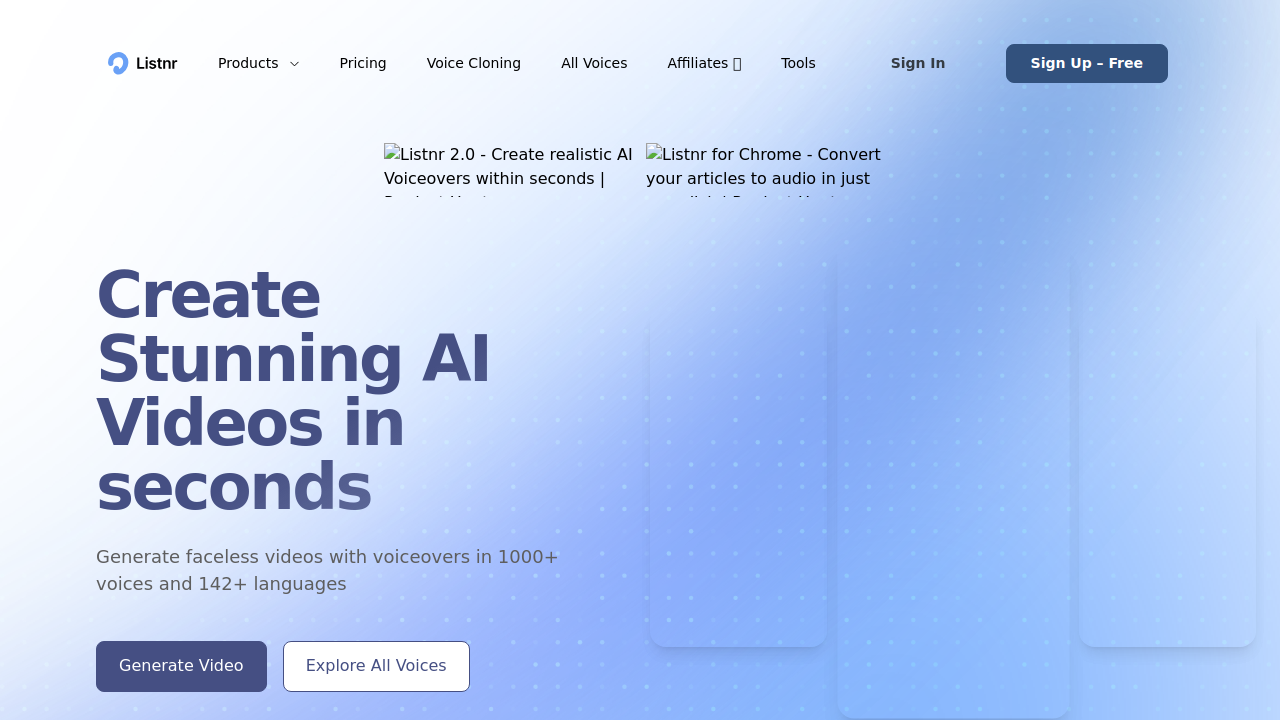 Listnr
Products
Pricing
Voice Cloning
All Voices
Affiliates
Tools
Sign In
Sign Up – Free
Listnr 2.0 - Create realistic AI
Voiceovers within seconds |
Listnr for Chrome - Convert
your articles to audio in just
Create
Stunning AI
Videos in
seconds
Generate faceless videos with voiceovers in 1000+
voices and 142+ languages
Generate Video
Explore All Voices